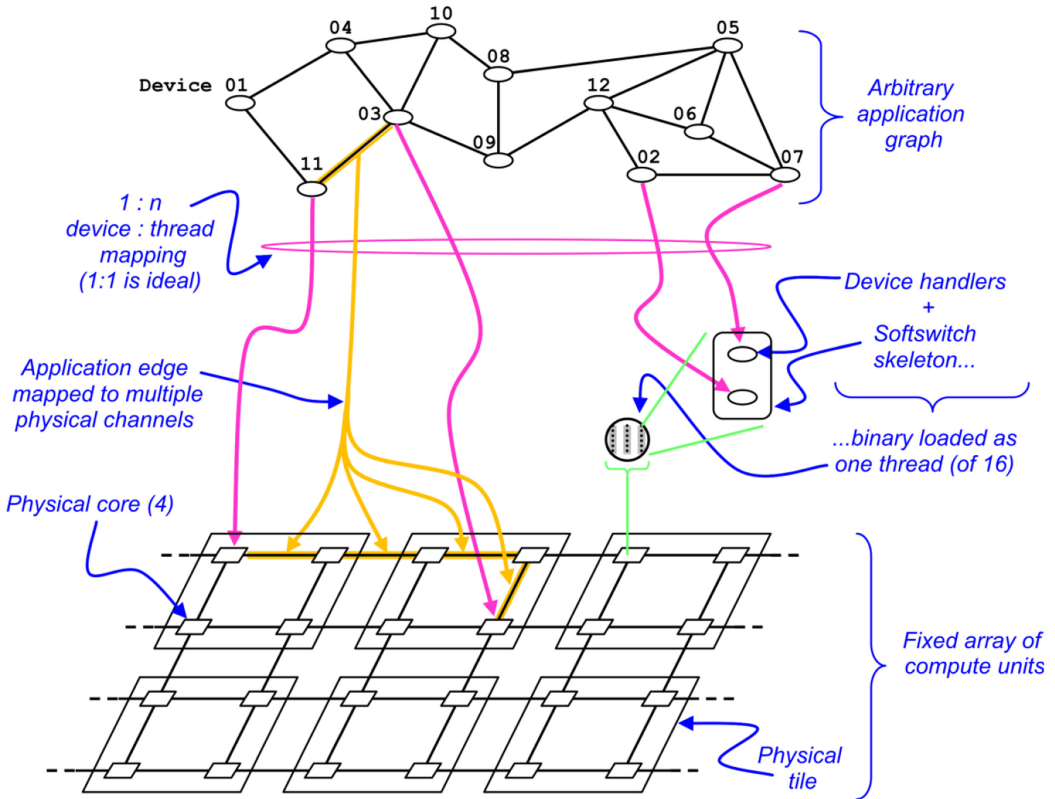 10
04
05
08
Device 01
12
03
06
09
11
02
07
Arbitrary
application
graph
1 : n
device : thread
mapping
(1:1 is ideal)
Device handlers
+
Softswitch
skeleton...
Application edge
mapped to multiple
physical channels
...binary loaded as
one thread (of 16)
Physical core (4)
Fixed array of
compute units
Physical
tile